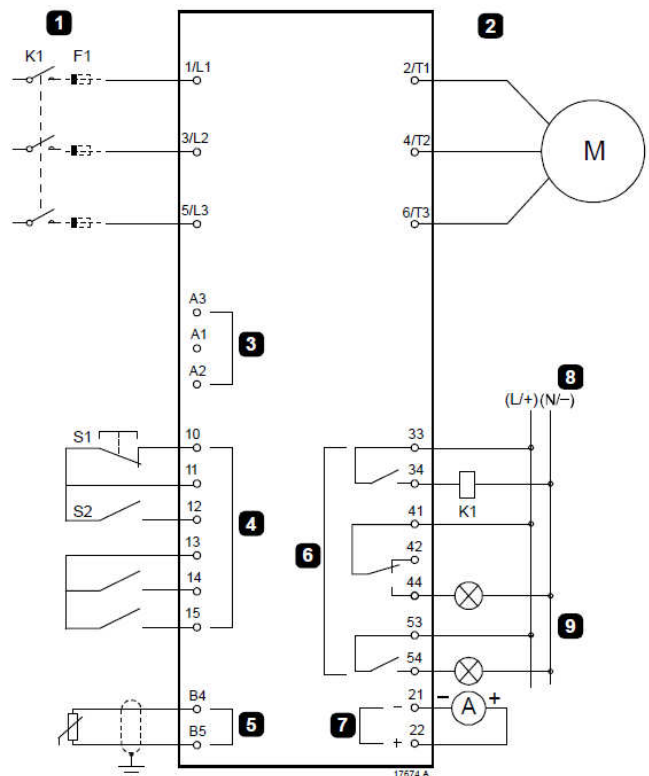 1
2
K1 F1
1/L1
2/T1
3/L2
4/T2
M
5/L3
6/T3
A3
A1
3
A2
8
(L/+) (N/−)
S1
10
33
11
34
S2
12
K1
4
41
13
6
42
14
44
15
9
53
54
B4
21
− A +
−
5
7
B5
22
+
17674 A